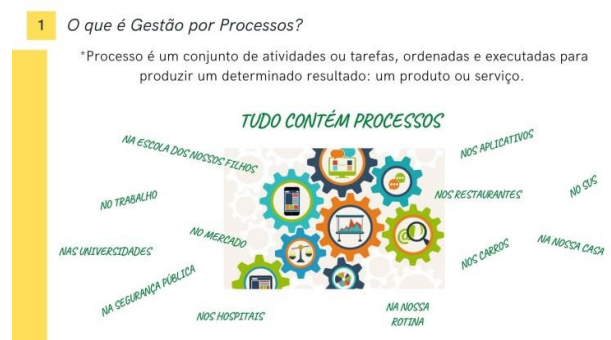 1 O que é Gestão por Processos?
*Processo é um conjunto de atividades ou tarefas, ordenadas e executadas para
produzir um determinado resultado: um produto ou serviço.
TUDO CONTÉM PROCESSOS
NA ESCOLA DOS NOSSOS FILHOS
NOS APLICATIVOS
NO TRABALHO
NOS RESTAURANTES
NO SUS
NO MERCADO
NAS UNIVERSIDADES
NOS CARROS
NA NOSSA CASA
NA SEGURANÇA PÚBLICA
NOS HOSPITAIS
NA NOSSA
ROTINA